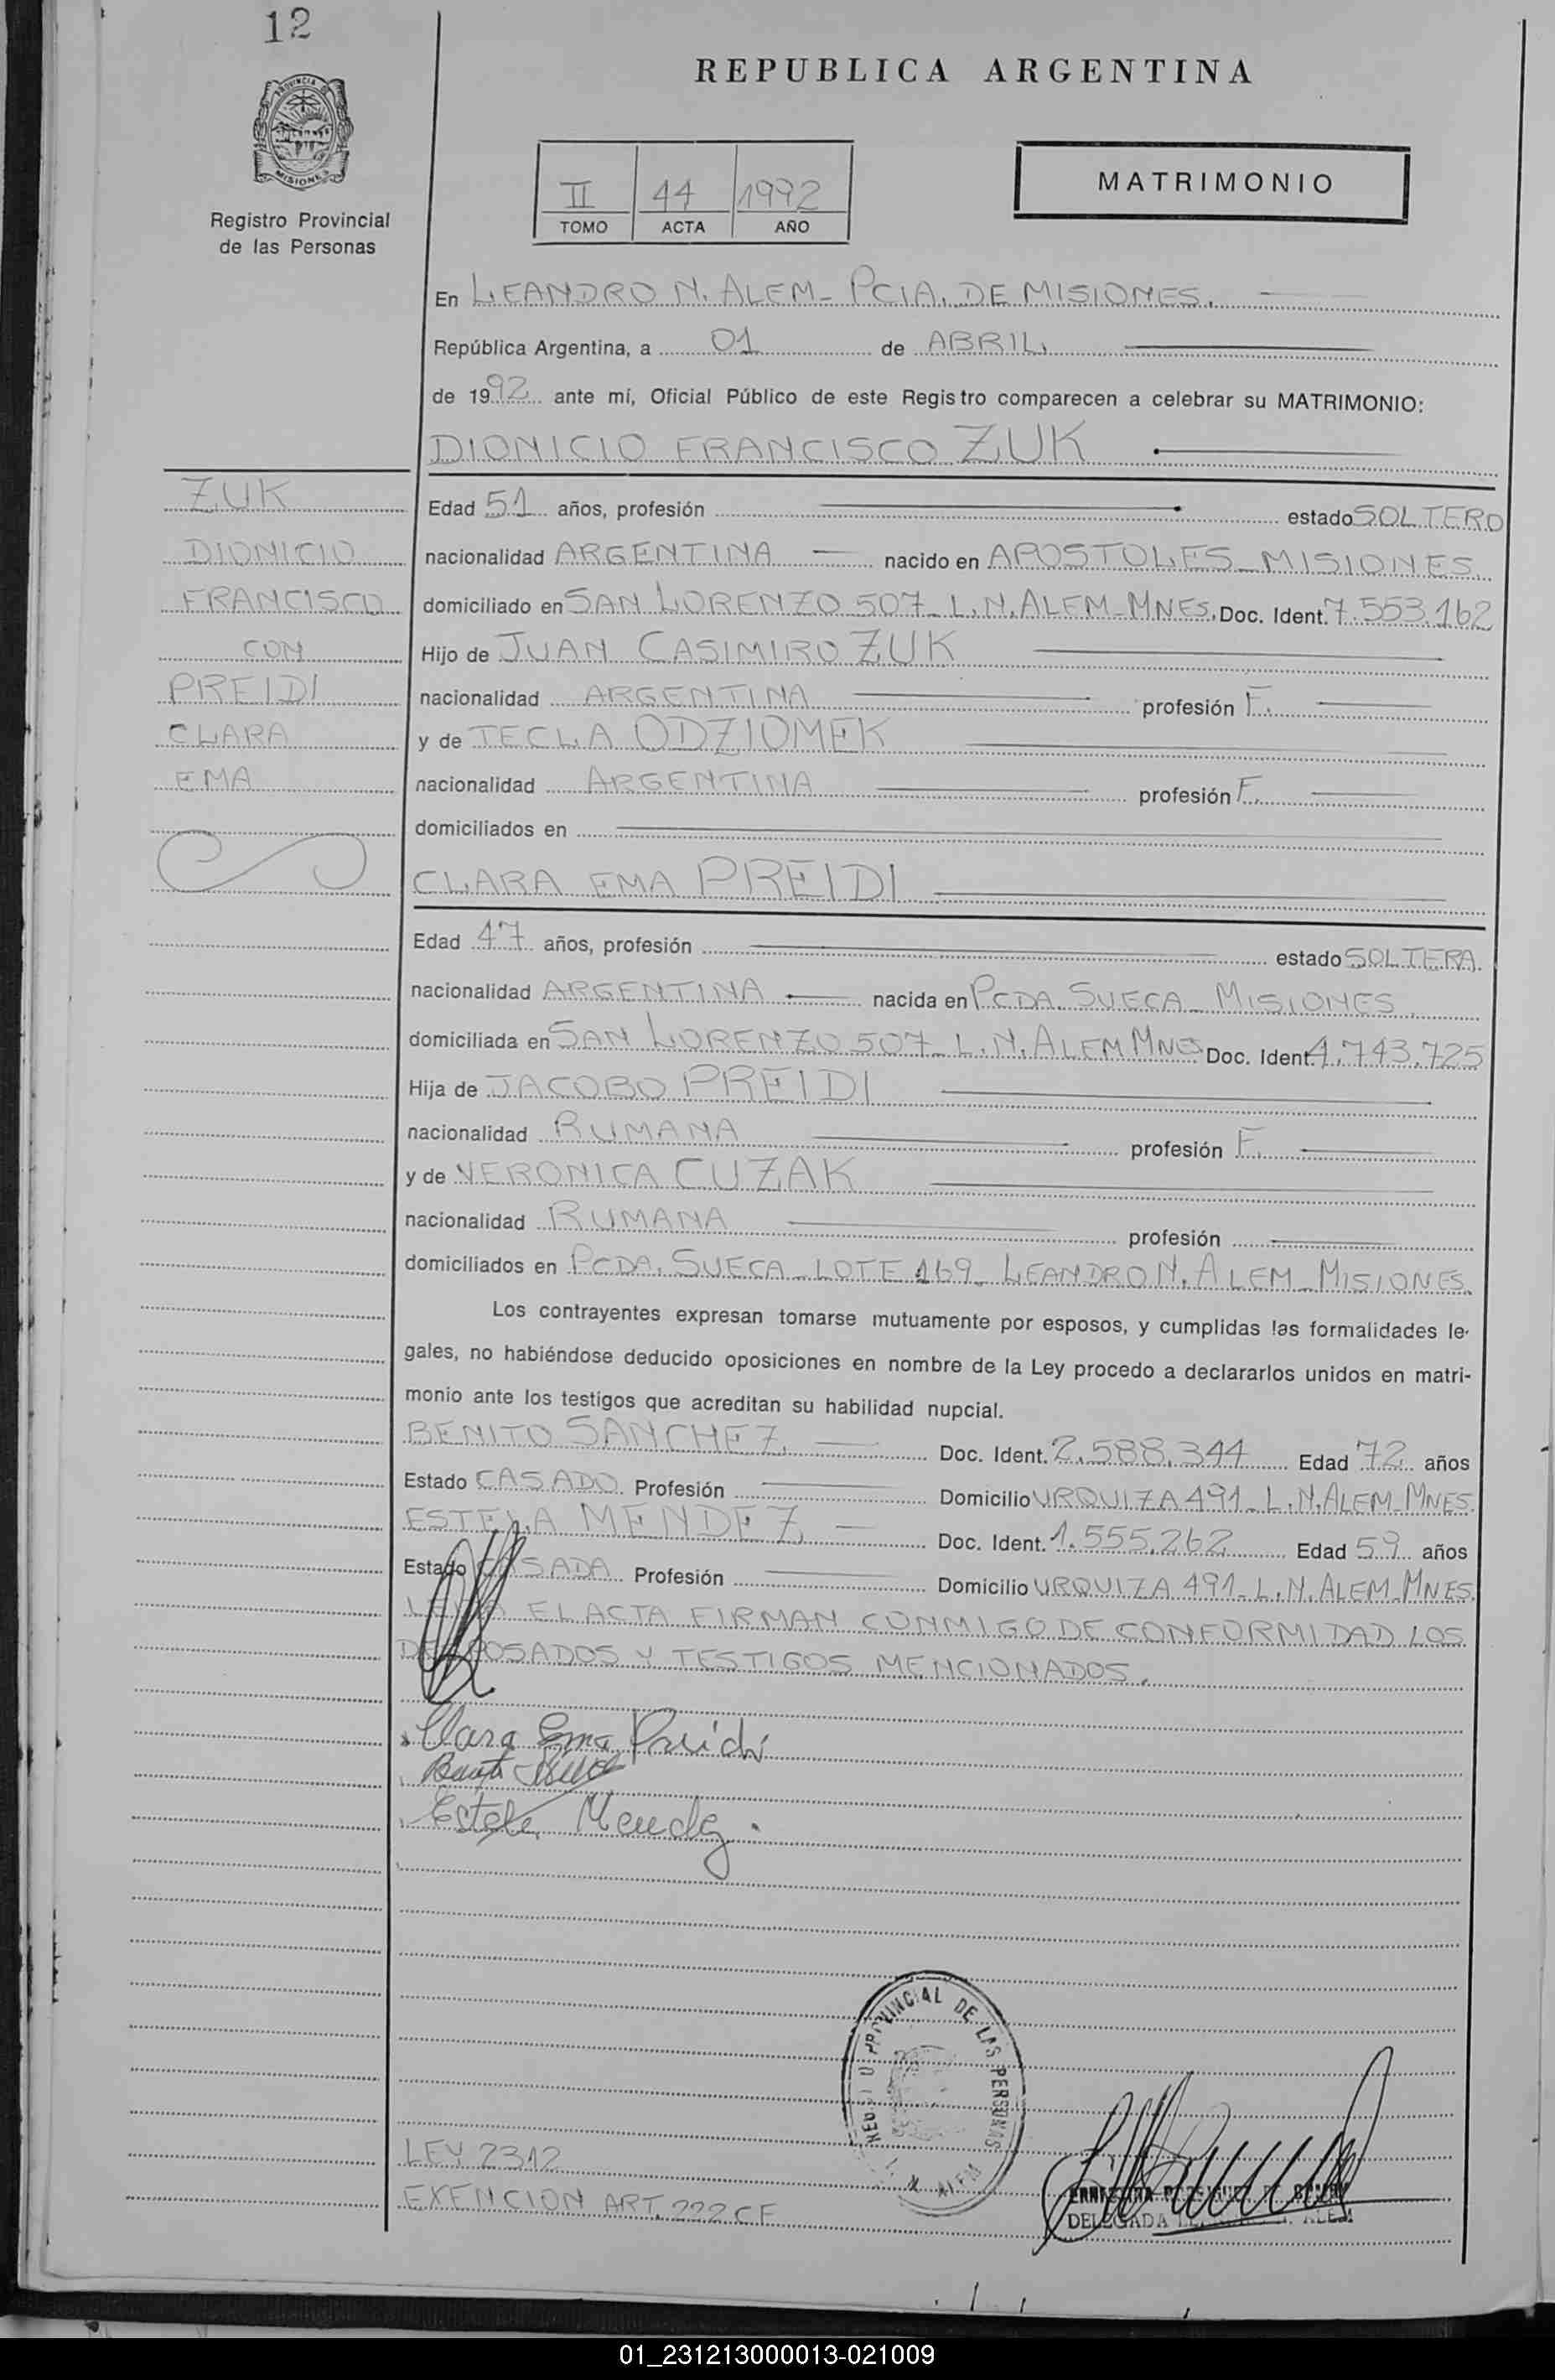 12
PROVINCIA
MISIONES
Registro Provincial
de las Personas
REPUBLICA ARGENTINA
II 44 1992
TOMO ACTA AÑO
MATRIMONIO
En LEANDRO N. ALEM - PCIA. DE MISIONES.
República Argentina, a 01 de ABRIL.
de 1992 ante mí, Oficial Público de este Registro comparecen a celebrar su MATRIMONIO:
DIONICIO FRANCISCO ZUK
ZUK
DIONICIO
FRANCISCO
CON
PREIDI
CLARA
EMA
Edad 51 años, profesión estado SOLTERO
nacionalidad ARGENTINA nacido en APOSTOLES - MISIONES.
domiciliado en SAN LORENZO 507 - L.N. ALEM - MNES. Doc. Ident. 7.553.162
Hijo de JUAN CASIMIRO ZUK
nacionalidad ARGENTINA profesión F.
y de TECLA ODZIOMEK
nacionalidad ARGENTINA profesión F.
domiciliados en
CLARA EMA PREIDI
Edad 47 años, profesión estado SOLTERA.
nacionalidad ARGENTINA nacida en PCDA. SUECA - MISIONES.
domiciliada en SAN LORENZO 507 - L.N. ALEM MNES Doc. Ident. 4.743.725
Hija de JACOBO PREIDI
nacionalidad RUMANA profesión F.
y de VERONICA CUZAK
nacionalidad RUMANA profesión
domiciliados en PCDA. SUECA - LOTE 169 - LEANDRO N. ALEM - MISIONES.
Los contrayentes expresan tomarse mutuamente por esposos, y cumplidas las formalidades le-
gales, no habiéndose deducido oposiciones en nombre de la Ley procedo a declararlos unidos en matri-
monio ante los testigos que acreditan su habilidad nupcial.
BENITO SANCHEZ. Doc. Ident. 2.588.344 Edad 72 años
Estado CASADO. Profesión Domicilio URQUIZA 491 - L.N. ALEM - MNES.
ESTELA MENDEZ Doc. Ident. 1.555.262 Edad 59 años
Estado CASADA. Profesión Domicilio URQUIZA 491 - L.N. ALEM - MNES.
LEIDA EL ACTA FIRMAN CONMIGO DE CONFORMIDAD LOS
DESPOSADOS Y TESTIGOS MENCIONADOS.
Clara Ema Preidi
Estela Mendez.
REGISTRO PROVINCIAL DE LAS PERSONAS
N. ALEM
LEY 2312
EXENCION ART. 222 C F
DELEGADA ALEM
01_231213000013-021009